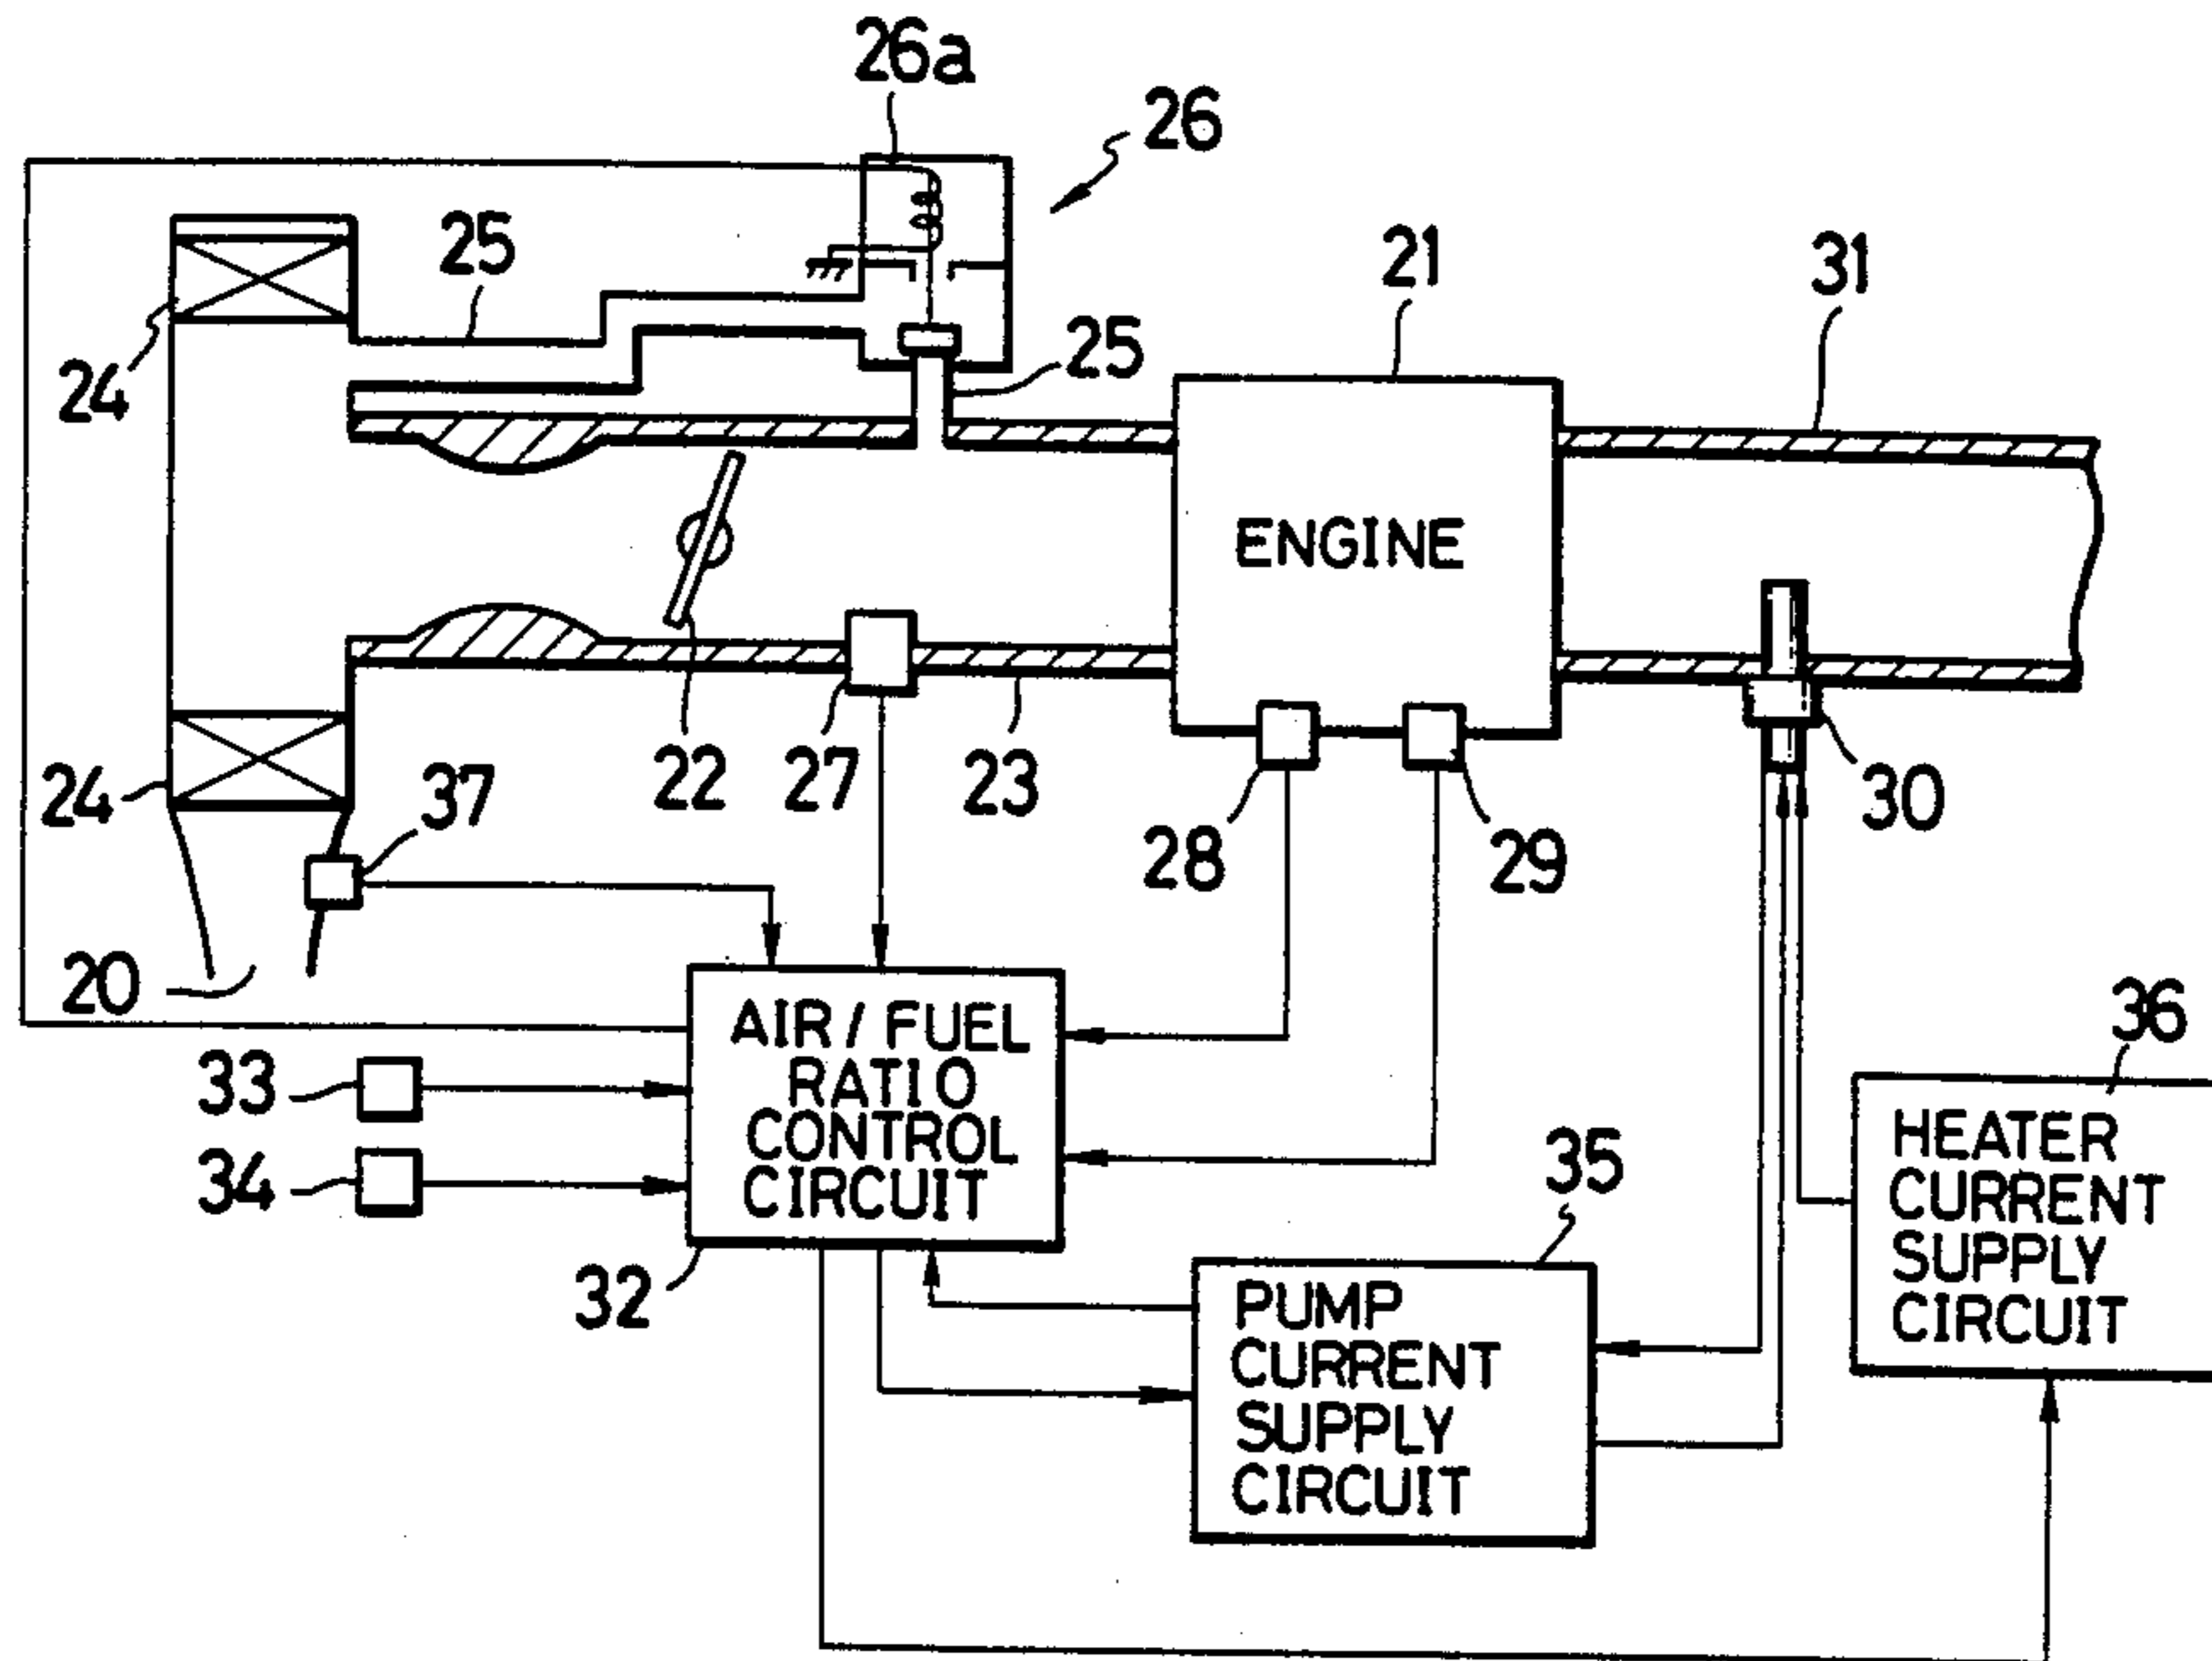 26a
26
25
21
31
24
25
ENGINE
22
27
23
24
37
28
29
30
20
AIR / FUEL
RATIO
CONTROL
CIRCUIT
33
34
32
35
36
HEATER
CURRENT
SUPPLY
CIRCUIT
PUMP
CURRENT
SUPPLY
CIRCUIT